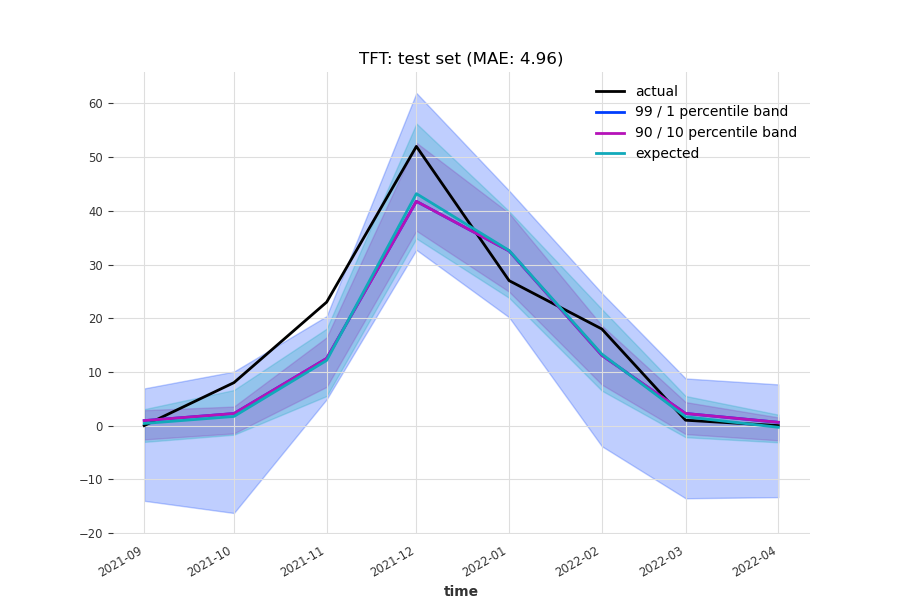 TFT: test set (MAE: 4.96)
actual
99 / 1 percentile band
90 / 10 percentile band
expected
60
50
40
30
20
10
0
−10
−20
2021-09
2021-10
2021-11
2021-12
2022-01
2022-02
2022-03
2022-04
time